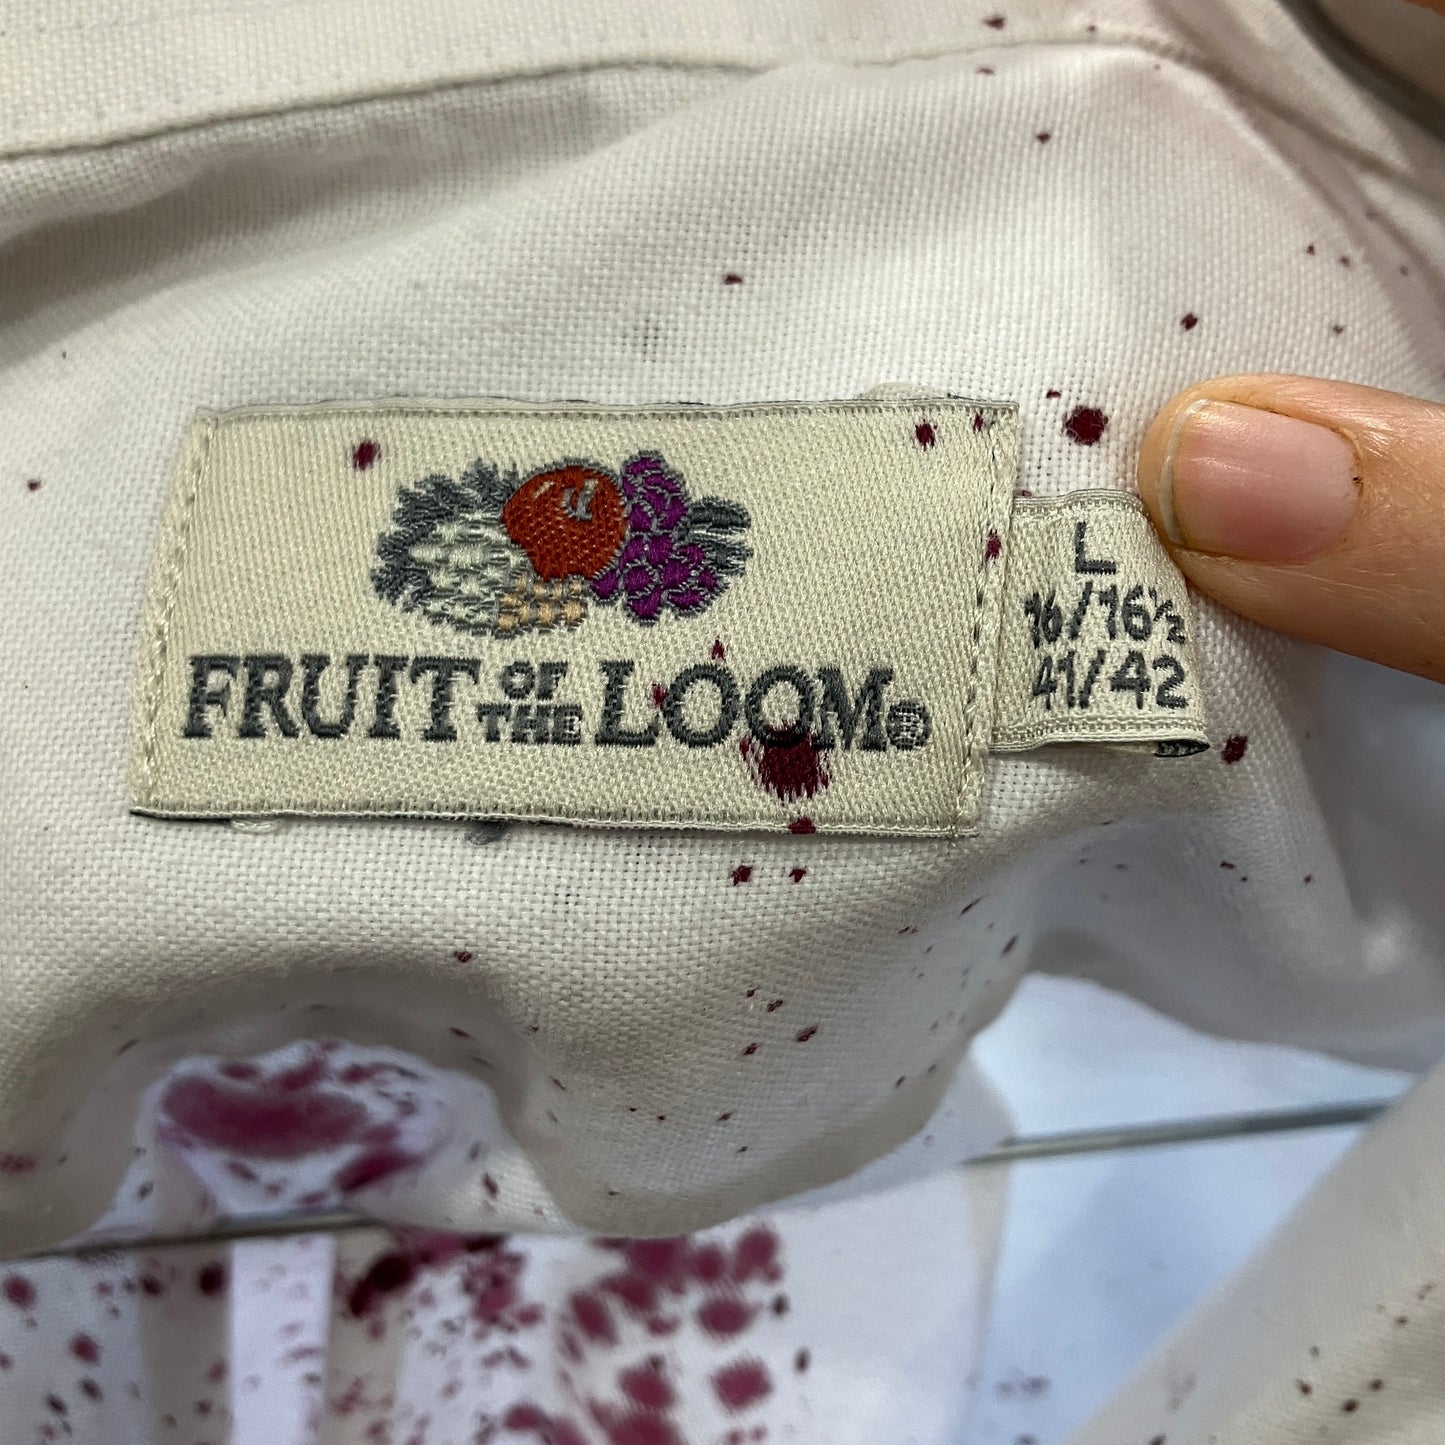 FRUIT OF THE LOOM®
L
16/16½
41/42